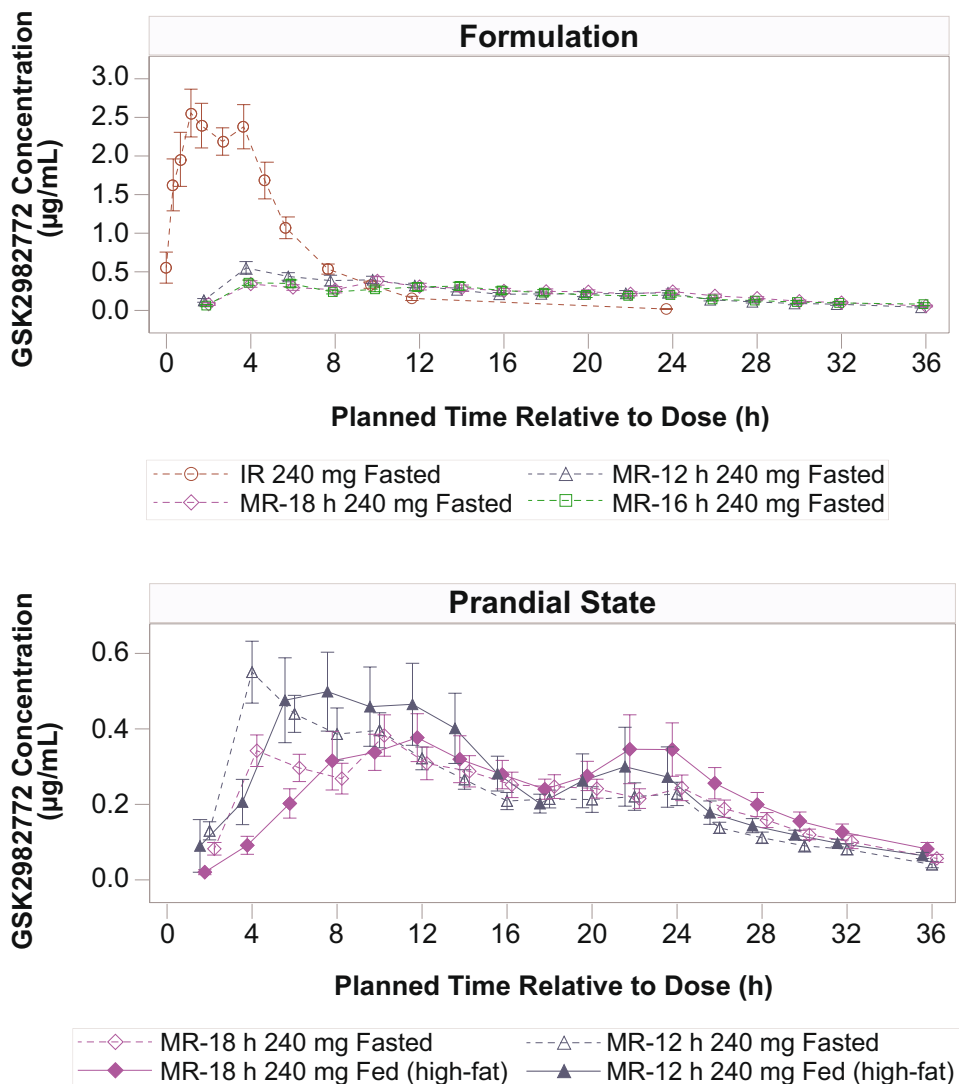 Formulation
GSK2982772 Concentration
(µg/mL)
3.0
2.5
2.0
1.5
1.0
0.5
0.0
0 4 8 12 16 20 24 28 32 36
Planned Time Relative to Dose (h)
IR 240 mg Fasted MR-12 h 240 mg Fasted
MR-18 h 240 mg Fasted MR-16 h 240 mg Fasted
Prandial State
GSK2982772 Concentration
(µg/mL)
0.6
0.4
0.2
0.0
0 4 8 12 16 20 24 28 32 36
Planned Time Relative to Dose (h)
MR-18 h 240 mg Fasted MR-12 h 240 mg Fasted
MR-18 h 240 mg Fed (high-fat) MR-12 h 240 mg Fed (high-fat)